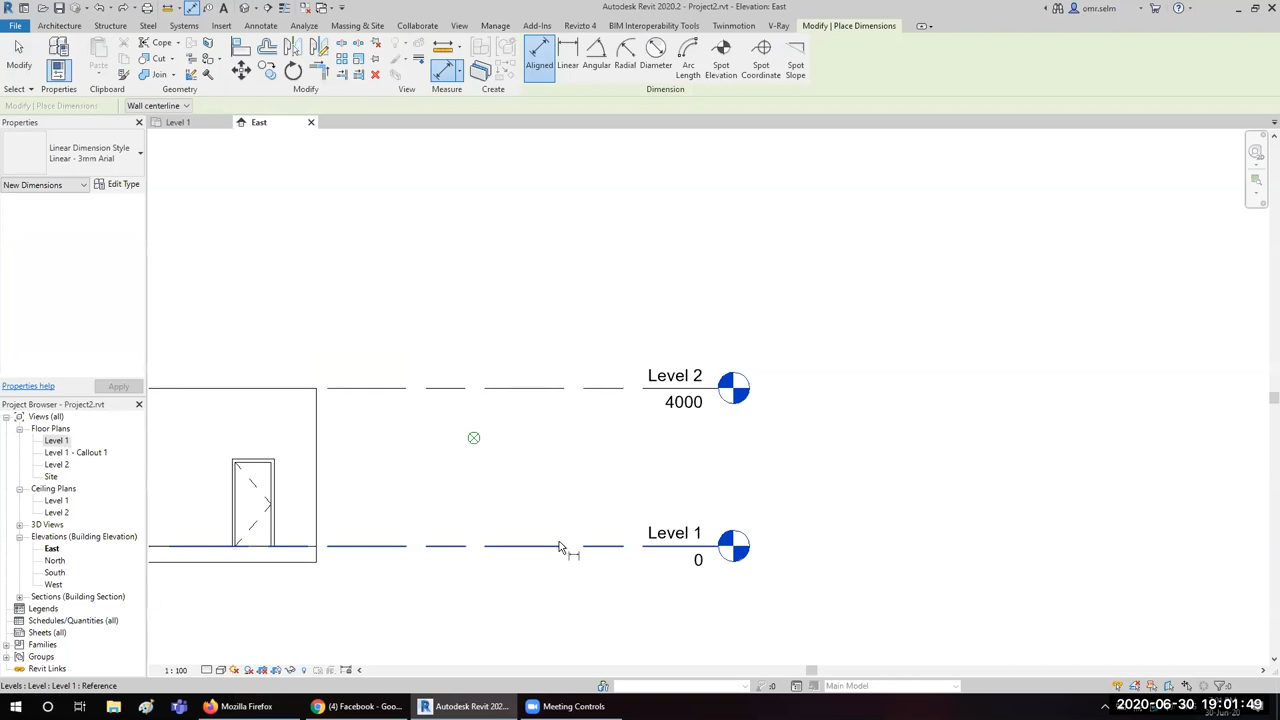 Autodesk Revit 2020.2 - Project2.rvt - Elevation: East
omr.selm
File Architecture Structure Steel Systems Insert Annotate Analyze Massing & Site Collaborate View Manage Add-Ins Revizto 4 BIM Interoperability Tools Twinmotion V-Ray Modify | Place Dimensions
Cope
Cut
Join
Modify
Paste
Aligned Linear Angular Radial Diameter Arc Length Spot Elevation Spot Coordinate Spot Slope
Select Properties Clipboard Geometry Modify View Measure Create Dimension
Modify | Place Dimensions Wall centerline
Properties
Level 1 East
Linear Dimension Style
Linear - 3mm Arial
New Dimensions Edit Type
Properties help Apply
Project Browser - Project2.rvt
Views (all)
Floor Plans
Level 1
Level 1 - Callout 1
Level 2
Site
Ceiling Plans
Level 1
Level 2
3D Views
Elevations (Building Elevation)
East
North
South
West
Sections (Building Section)
Legends
Schedules/Quantities (all)
Sheets (all)
Families
Groups
Revit Links
Level 2
4000
Level 1
0
1 : 100
Levels : Level : Level 1 : Reference
:0
Main Model
:0
Mozilla Firefox
(4) Facebook - Goo...
Autodesk Revit 202...
Meeting Controls
2020-06-30 19:01:49